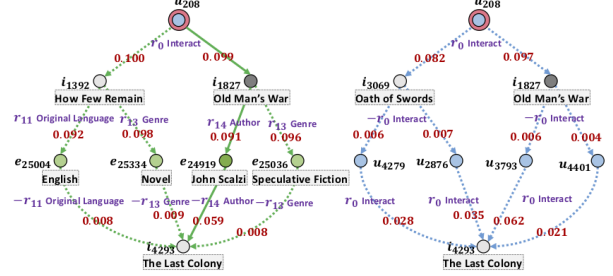 u208
u208
r0 Interact
r0 Interact
0.100
0.099
0.082
0.097
i1392
i1827
i3069
i1827
How Few Remain
Old Man's War
Oath of Swords
Old Man's War
r11 Original Language
r13 Genre
r14 Author
r13 Genre
−r0 Interact
−r0 Interact
0.092
0.098
0.091
0.096
0.006
0.007
0.006
0.004
e25004
e25334
e24919
e25036
u4279
u2876
u3793
u4401
English
Novel
John Scalzi
Speculative Fiction
−r11 Original Language
−r13 Genre
−r14 Author
−r13 Genre
r0 Interact
r0 Interact
r0 Interact
0.008
0.009
0.059
0.008
0.028
0.035
0.062
0.021
i4293
i4293
The Last Colony
The Last Colony